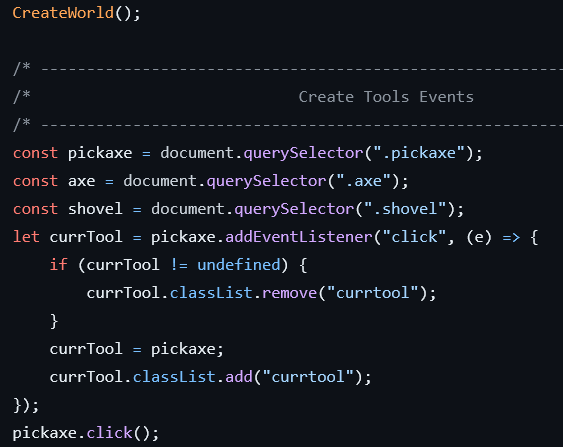 CreateWorld();
/* ----------------------------------------------------------
/*                             Create Tools Events
/* ----------------------------------------------------------
const pickaxe = document.querySelector(".pickaxe");
const axe = document.querySelector(".axe");
const shovel = document.querySelector(".shovel");
let currTool = pickaxe.addEventListener("click", (e) => {
    if (currTool != undefined) {
        currTool.classList.remove("currtool");
    }
    currTool = pickaxe;
    currTool.classList.add("currtool");
});
pickaxe.click();